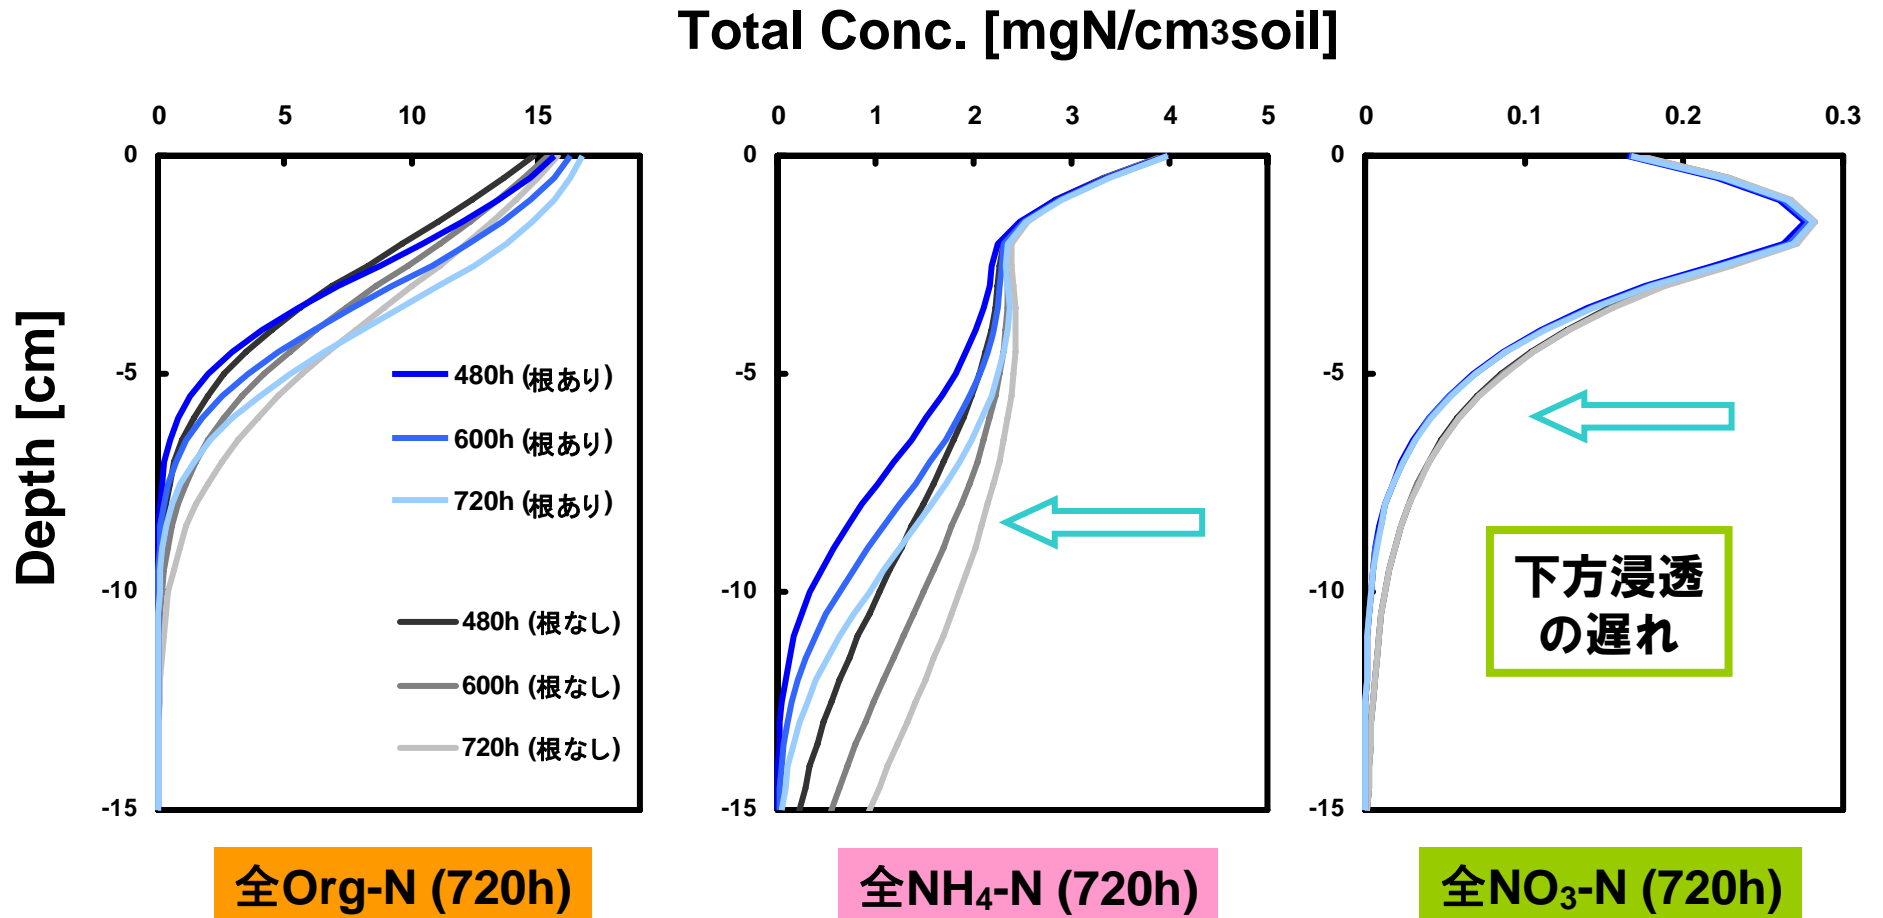 Total Conc. [mgN/cm3soil]
0 5 10 15
0 1 2 3 4 5
0 0.1 0.2 0.3
Depth [cm]
0
-5
-10
-15
480h (根あり)
600h (根あり)
720h (根あり)
480h (根なし)
600h (根なし)
720h (根なし)
0
-5
-10
-15
0
-5
-10
-15
下方浸透
の遅れ
全Org-N (720h)
全NH₄-N (720h)
全NO₃-N (720h)